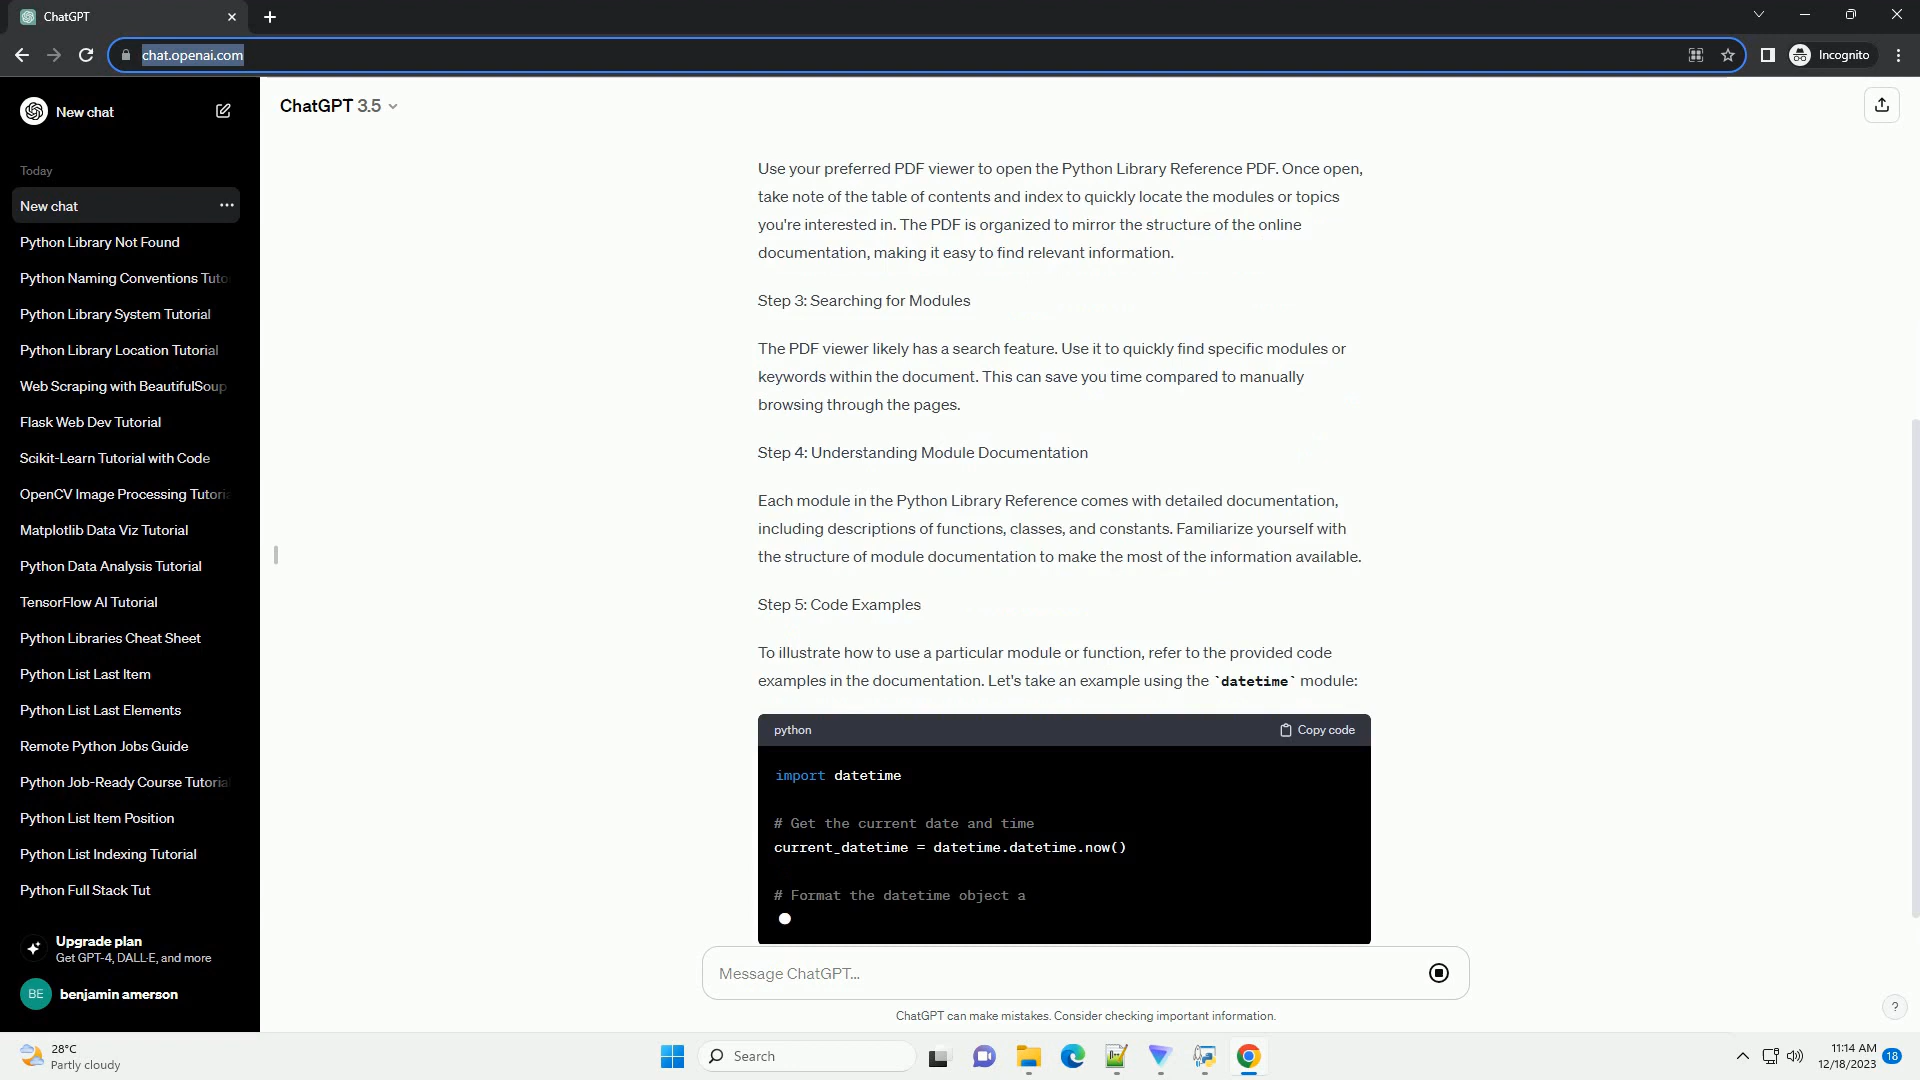 ChatGPT
chat.openai.com
Incognito
New chat
Today
New chat
Python Library Not Found
Python Naming Conventions Tuto
Python Library System Tutorial
Python Library Location Tutorial
Web Scraping with BeautifulSoup
Flask Web Dev Tutorial
Scikit-Learn Tutorial with Code
OpenCV Image Processing Tutoria
Matplotlib Data Viz Tutorial
Python Data Analysis Tutorial
TensorFlow AI Tutorial
Python Libraries Cheat Sheet
Python List Last Item
Python List Last Elements
Remote Python Jobs Guide
Python Job-Ready Course Tutorial
Python List Item Position
Python List Indexing Tutorial
Python Full Stack Tut
Upgrade plan
Get GPT-4, DALL·E, and more
BE benjamin amerson
ChatGPT 3.5
Use your preferred PDF viewer to open the Python Library Reference PDF. Once open,
take note of the table of contents and index to quickly locate the modules or topics
you're interested in. The PDF is organized to mirror the structure of the online
documentation, making it easy to find relevant information.
Step 3: Searching for Modules
The PDF viewer likely has a search feature. Use it to quickly find specific modules or
keywords within the document. This can save you time compared to manually
browsing through the pages.
Step 4: Understanding Module Documentation
Each module in the Python Library Reference comes with detailed documentation,
including descriptions of functions, classes, and constants. Familiarize yourself with
the structure of module documentation to make the most of the information available.
Step 5: Code Examples
To illustrate how to use a particular module or function, refer to the provided code
examples in the documentation. Let's take an example using the `datetime` module:
python Copy code
import datetime
# Get the current date and time
current_datetime = datetime.datetime.now()
# Format the datetime object a
Message ChatGPT…
ChatGPT can make mistakes. Consider checking important information.
?
28°C
Partly cloudy
Search
11:14 AM
12/18/2023
18